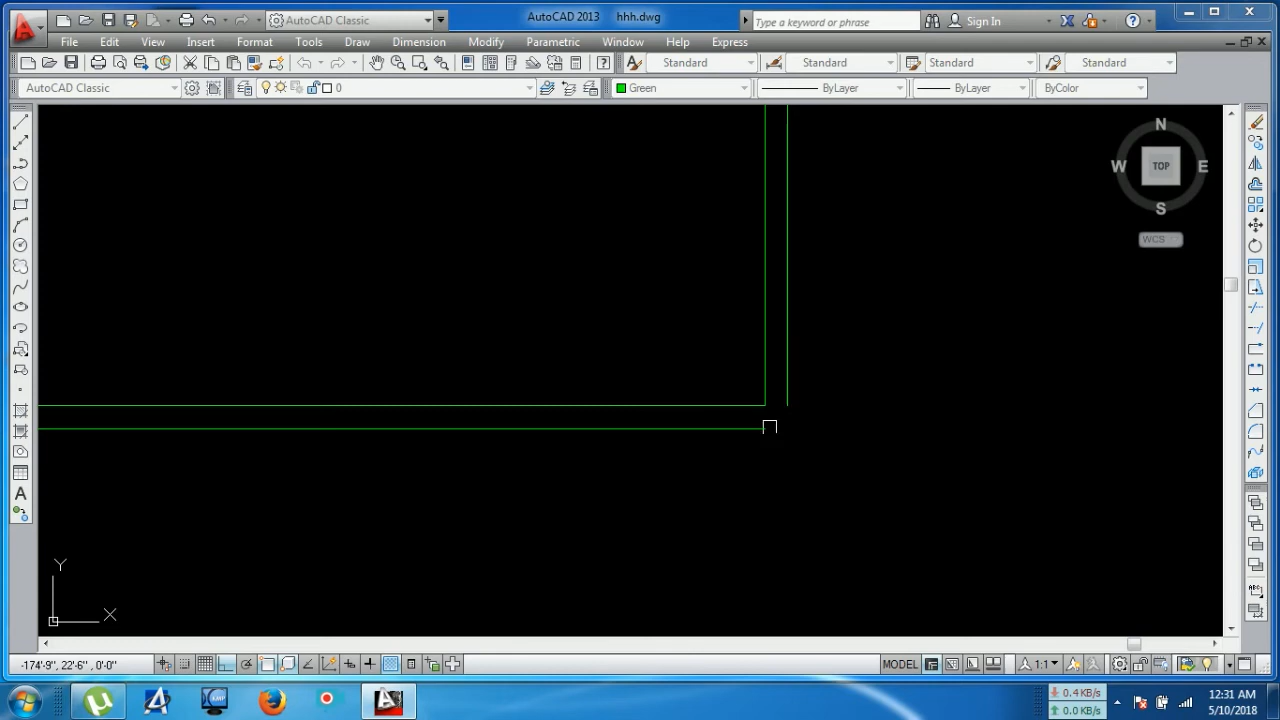 AutoCAD Classic
AutoCAD 2013 hhh.dwg
Type a keyword or phrase
Sign In
File Edit View Insert Format Tools Draw Dimension Modify Parametric Window Help Express
Standard Standard Standard Standard
AutoCAD Classic
0
Green
ByLayer
ByLayer
ByColor
N
W TOP E
S
WCS
A
Y
X
-174'-9", 22'-6", 0'-0"
MODEL
1:1
0.4 KB/s
0.0 KB/s
12:31 AM
5/10/2018